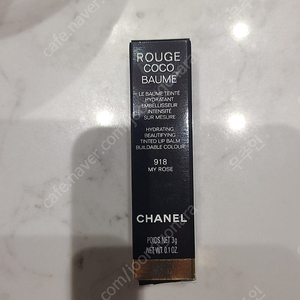 ROUGE
COCO
BAUME
LE BAUME TEINTÉ
HYDRATANT
EMBELLISSEUR
INTENSITÉ
SUR MESURE
HYDRATING
BEAUTIFYING
TINTED LIP BALM
BUILDABLE COLOUR
918
MY ROSE
CHANEL
POIDS NET 3g
NET WT. 0.1 OZ.